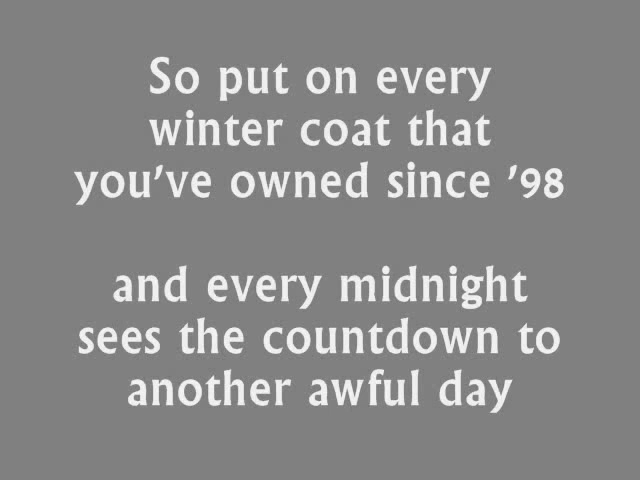 So put on every
winter coat that
you've owned since '98
and every midnight
sees the countdown to
another awful day